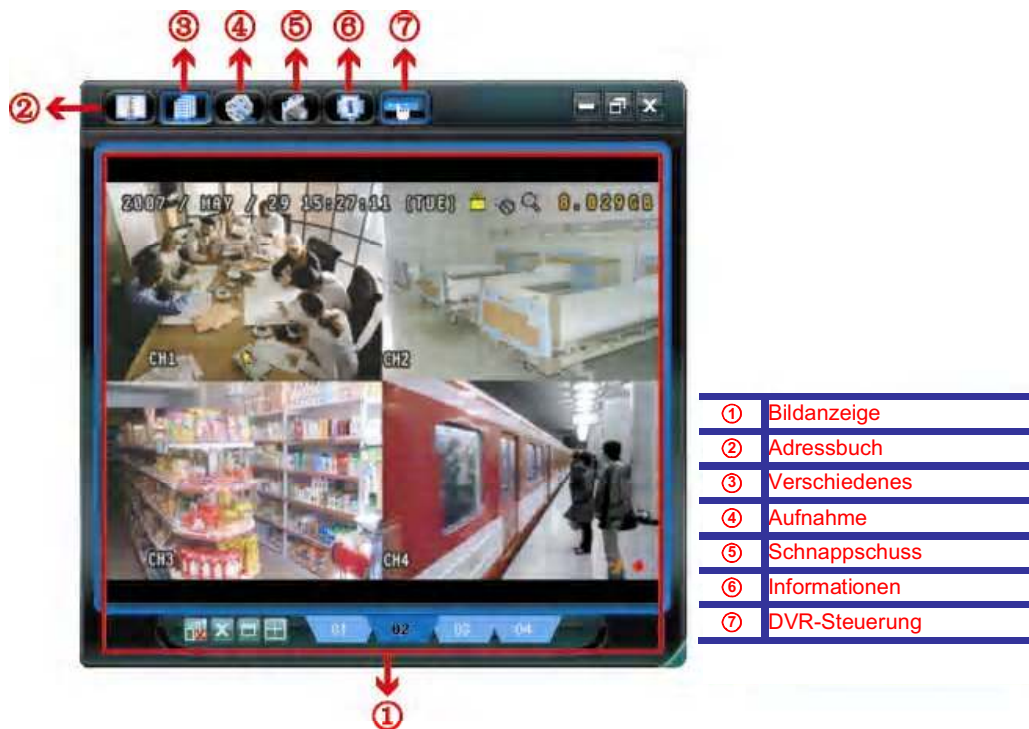 ③ ④ ⑤ ⑥ ⑦
②
2007 / MAY / 29 15:27:11 (TUE) 8.029GB
CH1 CH2
CH3 CH4
01 02 03 04
①
① Bildanzeige
② Adressbuch
③ Verschiedenes
④ Aufnahme
⑤ Schnappschuss
⑥ Informationen
⑦ DVR-Steuerung